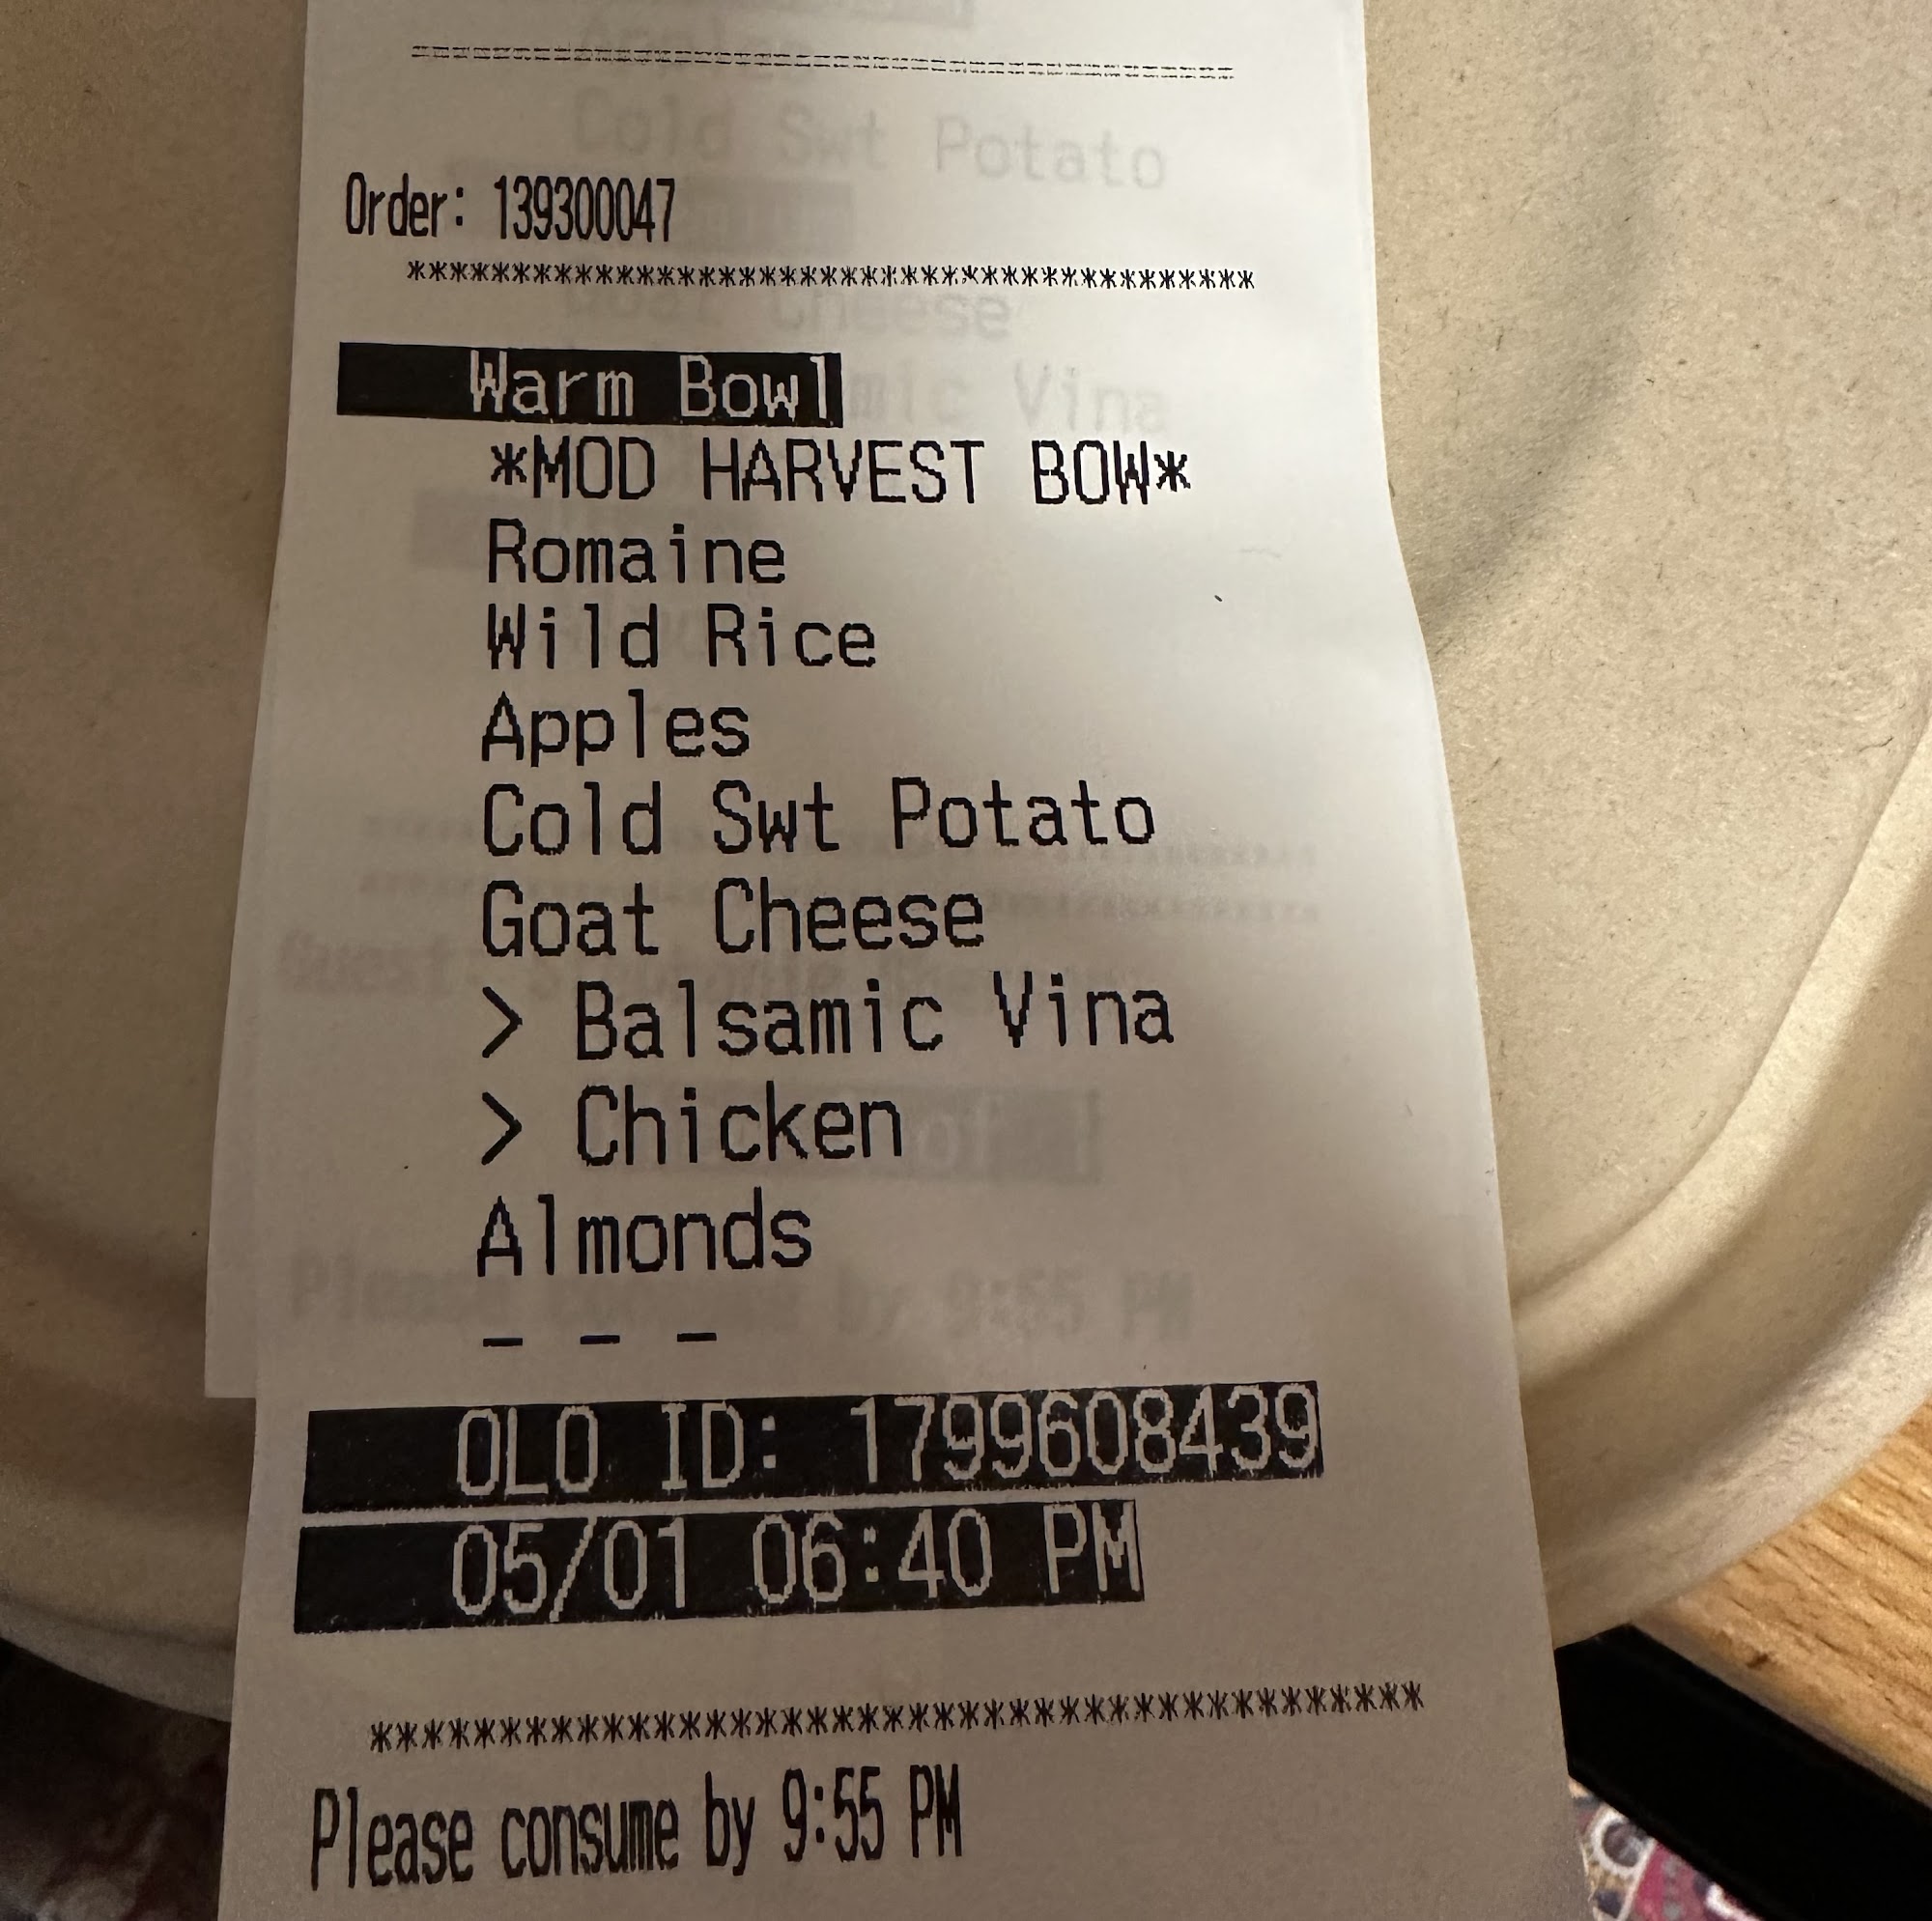 Order: 139300047
*****************************************
Warm Bowl
*MOD HARVEST BOW*
Romaine
Wild Rice
Apples
Cold Swt Potato
Goat Cheese
> Balsamic Vina
> Chicken
Almonds
- - -
OLO ID: 1799608439
05/01 06:40 PM
*****************************************
Please consume by 9:55 PM